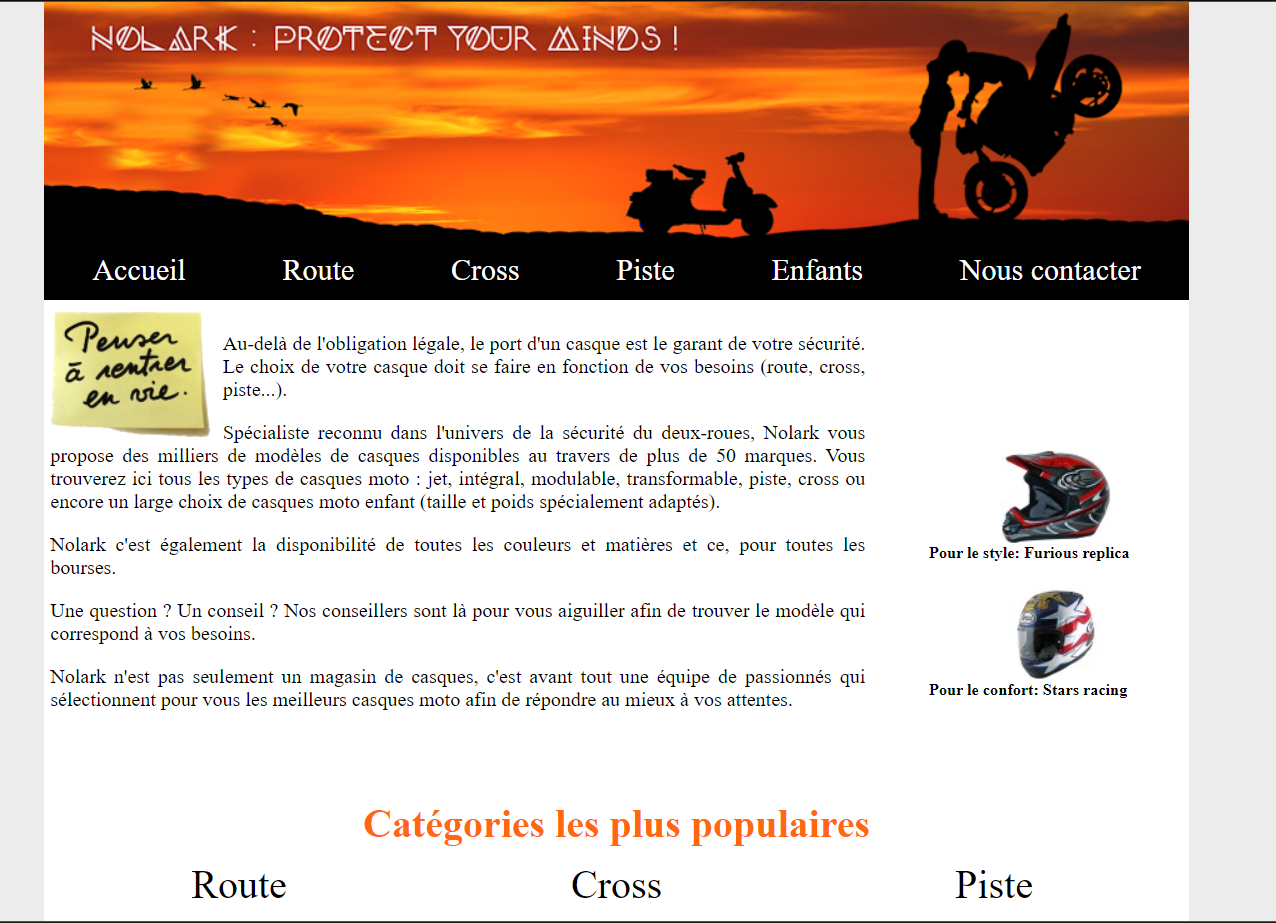 NOLARK : PROTECT YOUR MINDS !
Accueil Route Cross Piste Enfants Nous contacter
Penser
à rentrer
en vie.
Au-delà de l'obligation légale, le port d'un casque est le garant de votre sécurité.
Le choix de votre casque doit se faire en fonction de vos besoins (route, cross,
piste...).
Spécialiste reconnu dans l'univers de la sécurité du deux-roues, Nolark vous
propose des milliers de modèles de casques disponibles au travers de plus de 50 marques. Vous
trouverez ici tous les types de casques moto : jet, intégral, modulable, transformable, piste, cross ou
encore un large choix de casques moto enfant (taille et poids spécialement adaptés).
Nolark c'est également la disponibilité de toutes les couleurs et matières et ce, pour toutes les
bourses.
Une question ? Un conseil ? Nos conseillers sont là pour vous aiguiller afin de trouver le modèle qui
correspond à vos besoins.
Nolark n'est pas seulement un magasin de casques, c'est avant tout une équipe de passionnés qui
sélectionnent pour vous les meilleurs casques moto afin de répondre au mieux à vos attentes.
Pour le style: Furious replica
Pour le confort: Stars racing
Catégories les plus populaires
Route Cross Piste